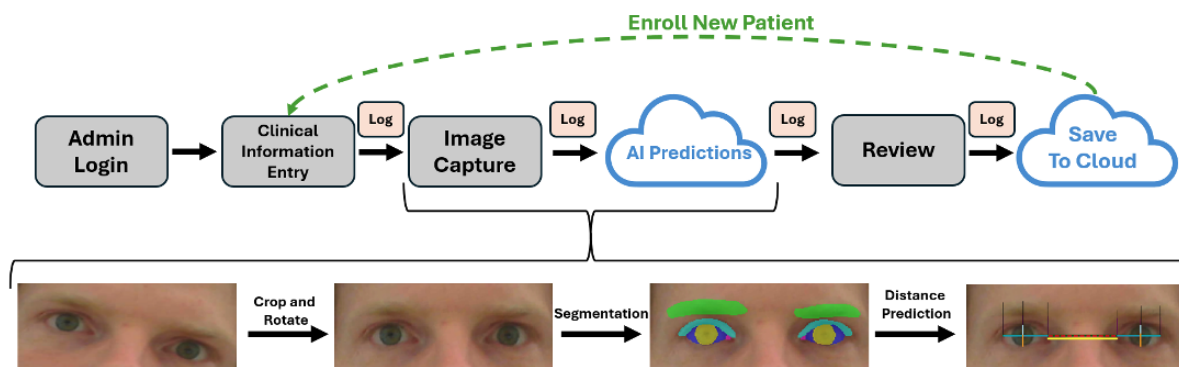 Enroll New Patient
Admin
Login
Clinical
Information
Entry
Log
Image
Capture
Log
AI Predictions
Log
Review
Log
Save
To Cloud
Crop and
Rotate
Segmentation
Distance
Prediction